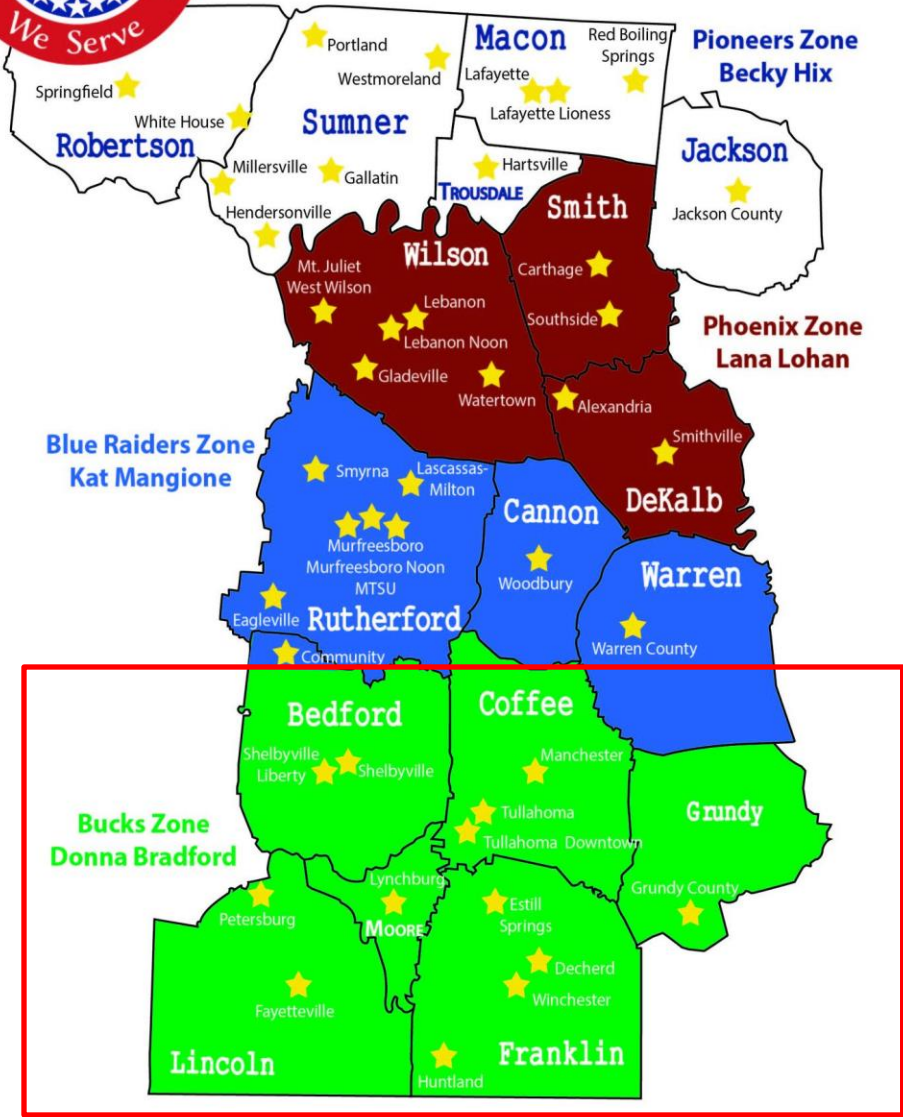 We Serve
Portland
Westmoreland
Macon
Red Boiling
Springs
Lafayette
Lafayette Lioness
Pioneers Zone
Becky Hix
Springfield
White House
Robertson
Sumner
Millersville
Gallatin
Hendersonville
Hartsville
TROUSDALE
Jackson
Jackson County
Smith
Carthage
Southside
Wilson
Mt. Juliet
West Wilson
Lebanon
Lebanon Noon
Gladeville
Watertown
Phoenix Zone
Lana Lohan
Alexandria
Smithville
DeKalb
Blue Raiders Zone
Kat Mangione
Smyrna
Lascassas-
Milton
Murfreesboro
Murfreesboro Noon
MTSU
Eagleville
Rutherford
Community
Cannon
Woodbury
Warren
Warren County
Bedford
Shelbyville
Liberty
Shelbyville
Coffee
Manchester
Tullahoma
Tullahoma Downtown
Grundy
Grundy County
Bucks Zone
Donna Bradford
Lynchburg
MOORE
Petersburg
Fayetteville
Lincoln
Estill
Springs
Decherd
Winchester
Huntland
Franklin